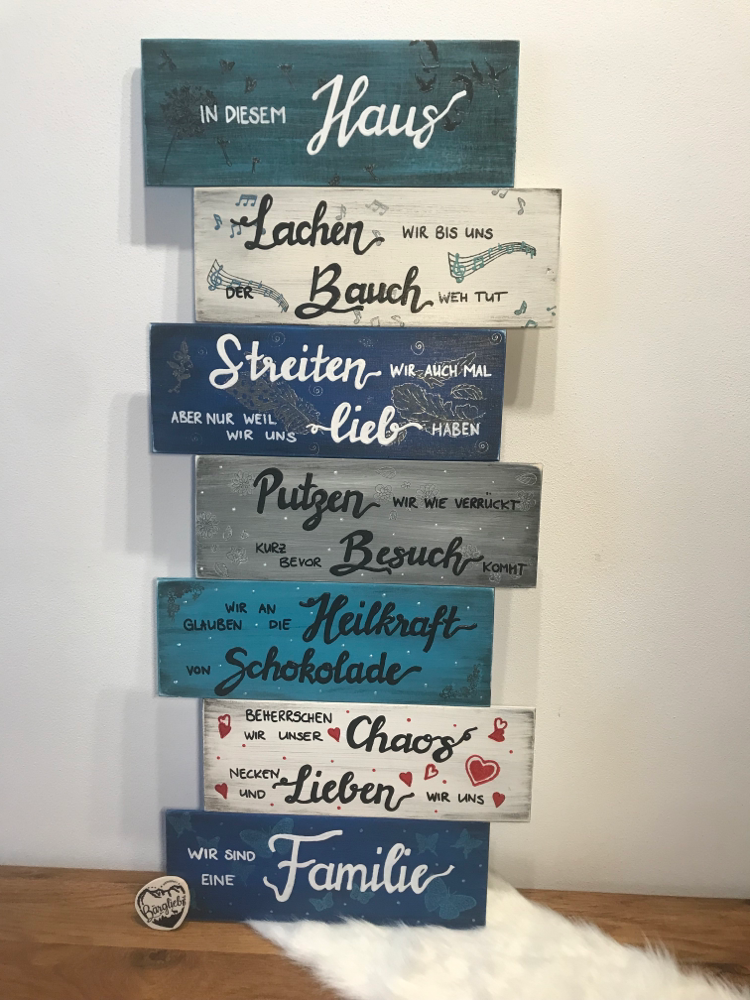 IN DIESEM Haus
Lachen WIR BIS UNS
DER Bauch WEH TUT
Streiten WIR AUCH MAL
ABER NUR WEIL
WIR UNS lieb HABEN
Putzen WIR WIE VERRÜCKT
KURZ
BEVOR Besuch KOMMT
WIR AN
GLAUBEN DIE Heilkraft
VON Schokolade
BEHERRSCHEN
WIR UNSER Chaos
NECKEN
UND Lieben WIR UNS
WIR SIND
EINE Familie
Bärgliebi